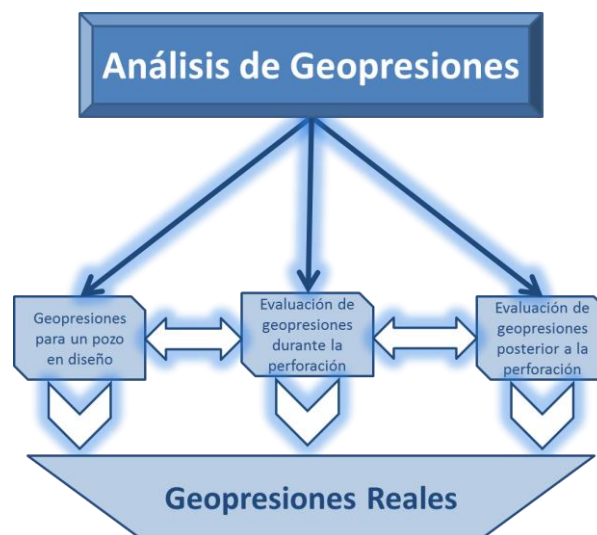 Análisis de Geopresiones
Geopresiones
para un pozo
en diseño
Evaluación de
geopresiones
durante la
perforación
Evaluación de
geopresiones
posterior a la
perforación
Geopresiones Reales